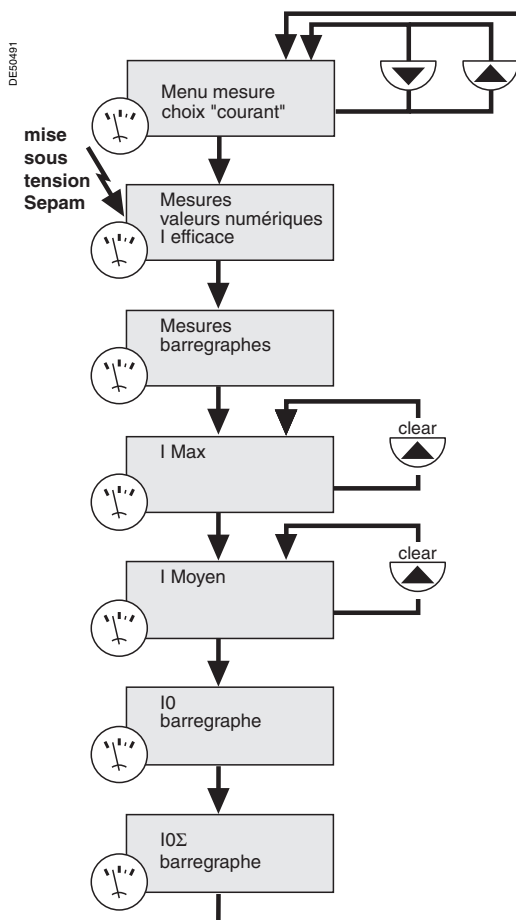 DE50491
Menu mesure
choix "courant"
mise
sous
tension
Sepam
Mesures
valeurs numériques
I efficace
Mesures
barregraphes
clear
I Max
clear
I Moyen
I0
barregraphe
I0Σ
barregraphe